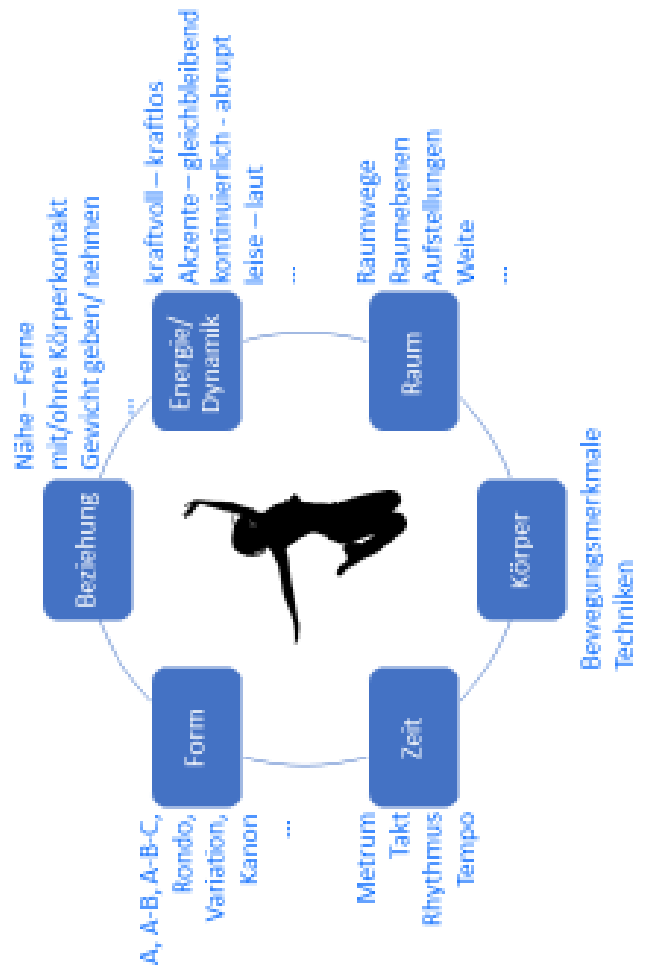 Beziehung
Nähe – Ferne
mit/ohne Körperkontakt
Gewicht geben/ nehmen
...
Energie/
Dynamik
kraftvoll – kraftlos
Akzente – gleichbleibend
kontinuierlich - abrupt
leise – laut
...
Raum
Raumwege
Raumebenen
Aufstellungen
Weite
...
Körper
Bewegungsmerkmale
Techniken
Zeit
Metrum
Takt
Rhythmus
Tempo
Form
A, A-B, A-B-C,
Rondo,
Variation,
Kanon
...